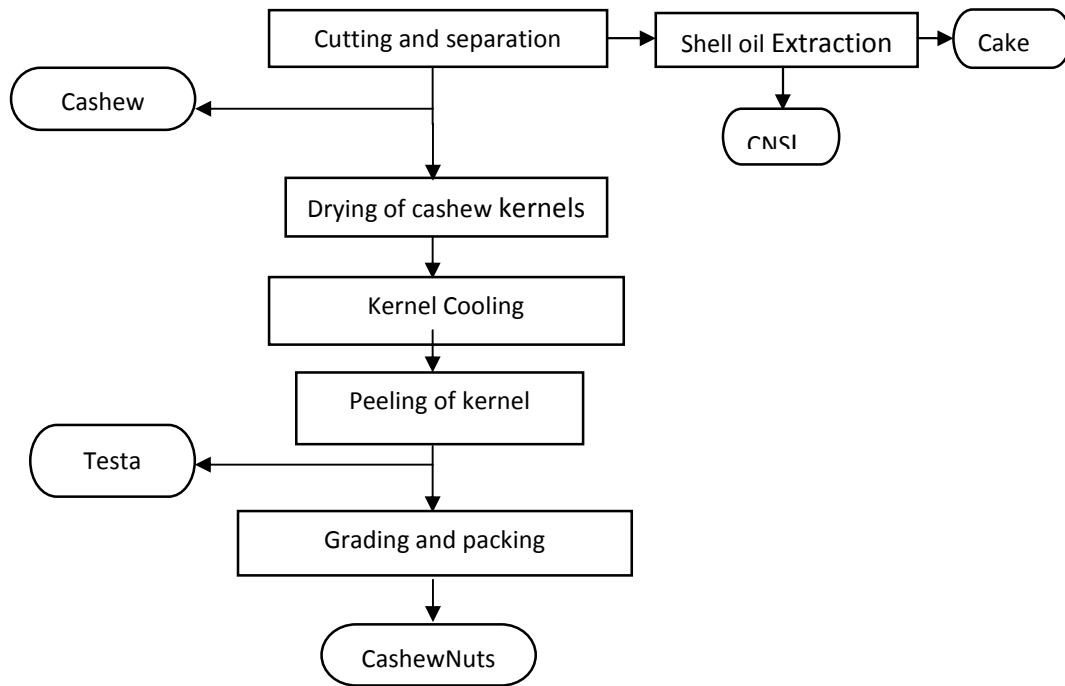 Cutting and separation
Shell oil Extraction
Cake
Cashew
CNSL
Drying of cashew kernels
Kernel Cooling
Peeling of kernel
Testa
Grading and packing
CashewNuts